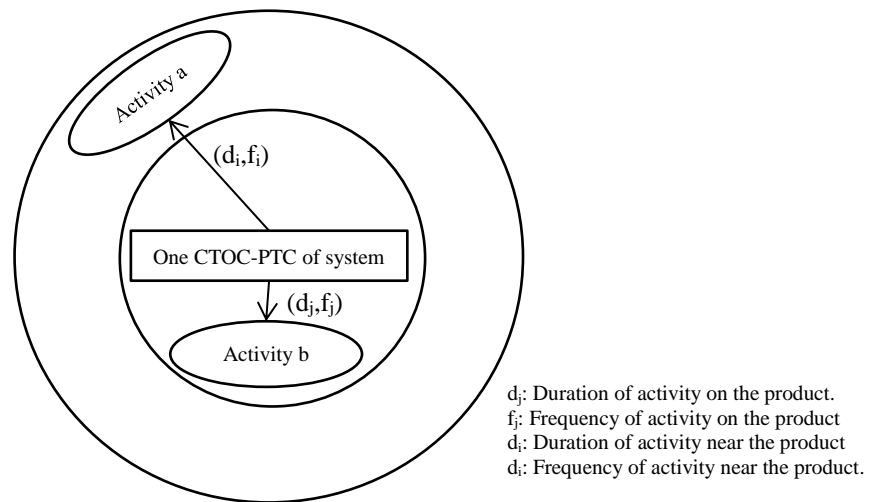 Activity a
(di,fi)
One CTOC-PTC of system
(dj,fj)
Activity b
dj: Duration of activity on the product.
fj: Frequency of activity on the product
di: Duration of activity near the product
di: Frequency of activity near the product.